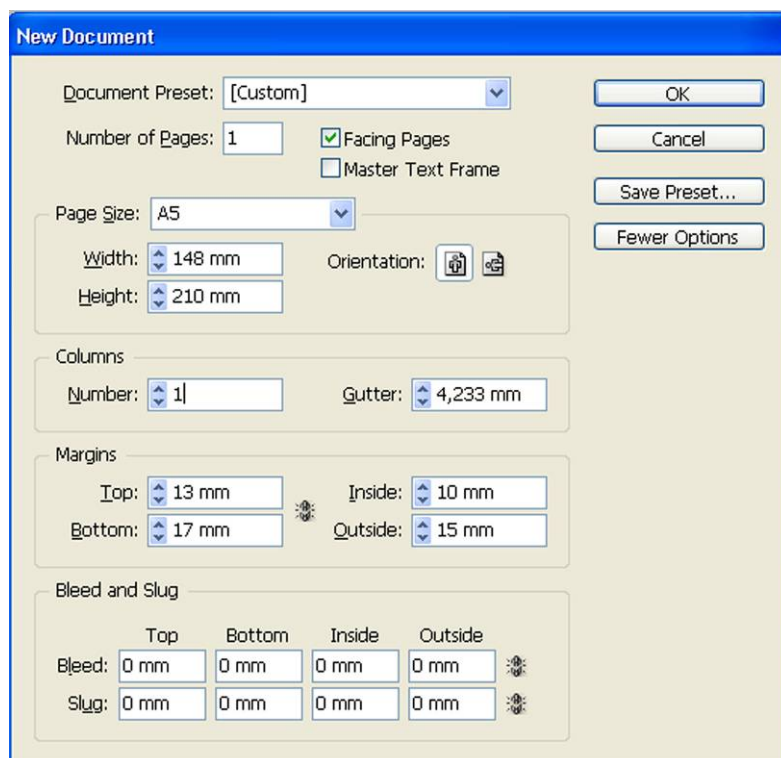 New Document
Document Preset: [Custom]
OK
Number of Pages: 1
Facing Pages
Cancel
Master Text Frame
Save Preset...
Page Size: A5
Fewer Options
Width: 148 mm
Orientation:
Height: 210 mm
Columns
Number: 1
Gutter: 4,233 mm
Margins
Top: 13 mm
Inside: 10 mm
Bottom: 17 mm
Outside: 15 mm
Bleed and Slug
Top Bottom Inside Outside
Bleed: 0 mm 0 mm 0 mm 0 mm
Slug: 0 mm 0 mm 0 mm 0 mm